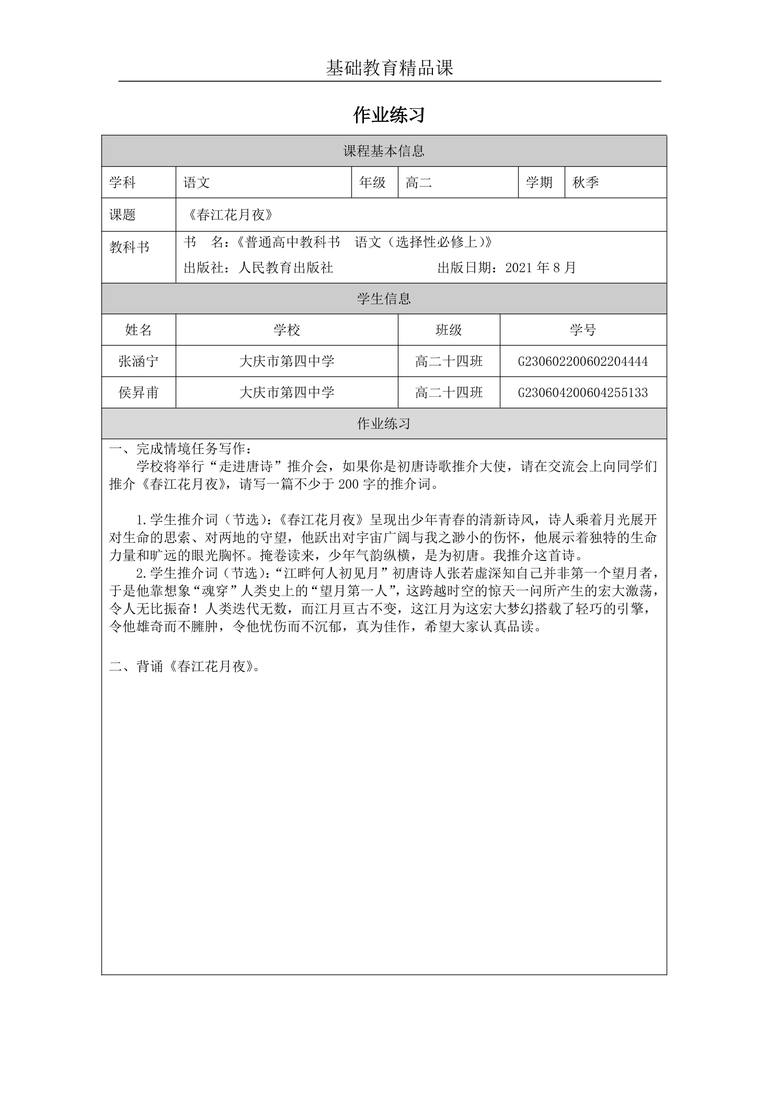 基础教育精品课
作业练习
课程基本信息
学科 语文 年级 高二 学期 秋季
课题 《春江花月夜》
教科书 书 名：《普通高中教科书 语文（选择性必修上）》
出版社：人民教育出版社 出版日期：2021 年 8 月
学生信息
姓名 学校 班级 学号
张涵宁 大庆市第四中学 高二十四班 G230602200602204444
侯昇甫 大庆市第四中学 高二十四班 G230604200604255133
作业练习
一、完成情境任务写作：
学校将举行“走进唐诗”推介会，如果你是初唐诗歌推介大使，请在交流会上向同学们
推介《春江花月夜》，请写一篇不少于 200 字的推介词。
1.学生推介词（节选）：《春江花月夜》呈现出少年青春的清新诗风，诗人乘着月光展开
对生命的思索、对两地的守望，他跃出对宇宙广阔与我之渺小的伤怀，他展示着独特的生命
力量和旷远的眼光胸怀。掩卷读来，少年气韵纵横，是为初唐。我推介这首诗。
2.学生推介词（节选）：“江畔何人初见月”初唐诗人张若虚深知自己并非第一个望月者，
于是他靠想象“魂穿”人类史上的“望月第一人”，这跨越时空的惊天一问所产生的宏大激荡，
令人无比振奋！人类迭代无数，而江月亘古不变，这江月为这宏大梦幻搭载了轻巧的引擎，
令他雄奇而不臃肿，令他忧伤而不沉郁，真为佳作，希望大家认真品读。
二、背诵《春江花月夜》。